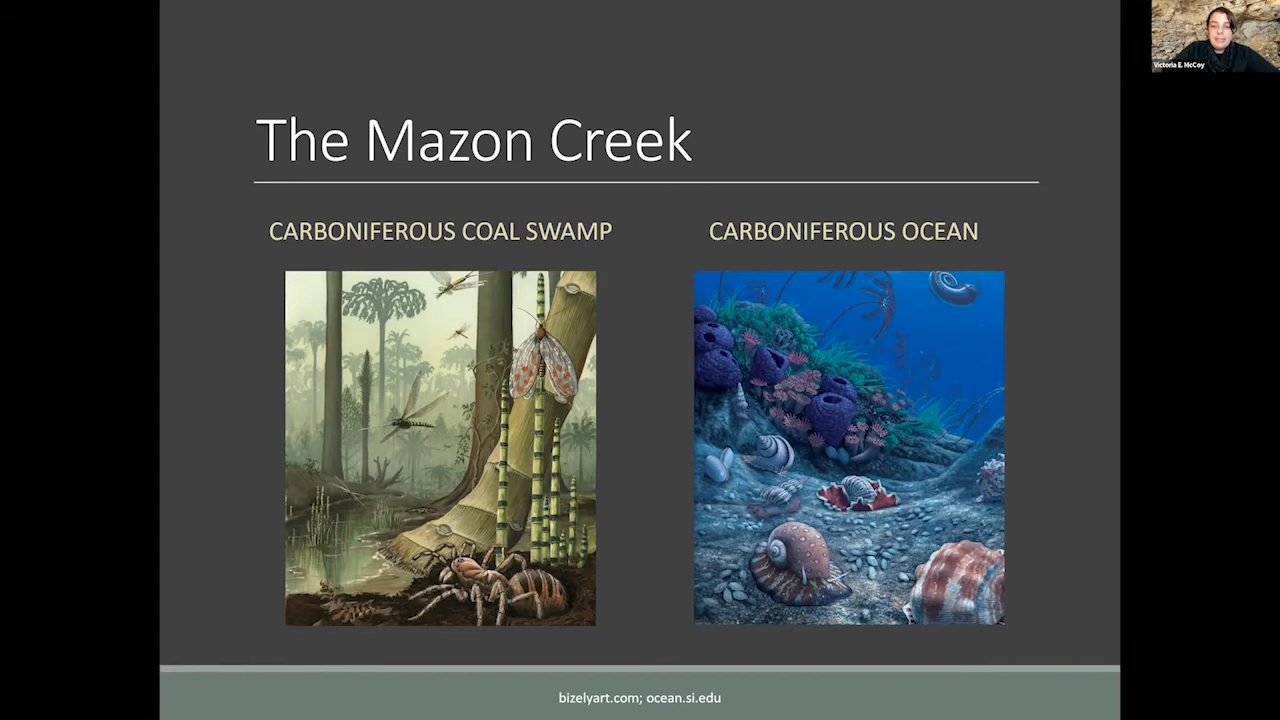 Victoria E. McCoy
The Mazon Creek
CARBONIFEROUS COAL SWAMP
CARBONIFEROUS OCEAN
bizelyart.com; ocean.si.edu